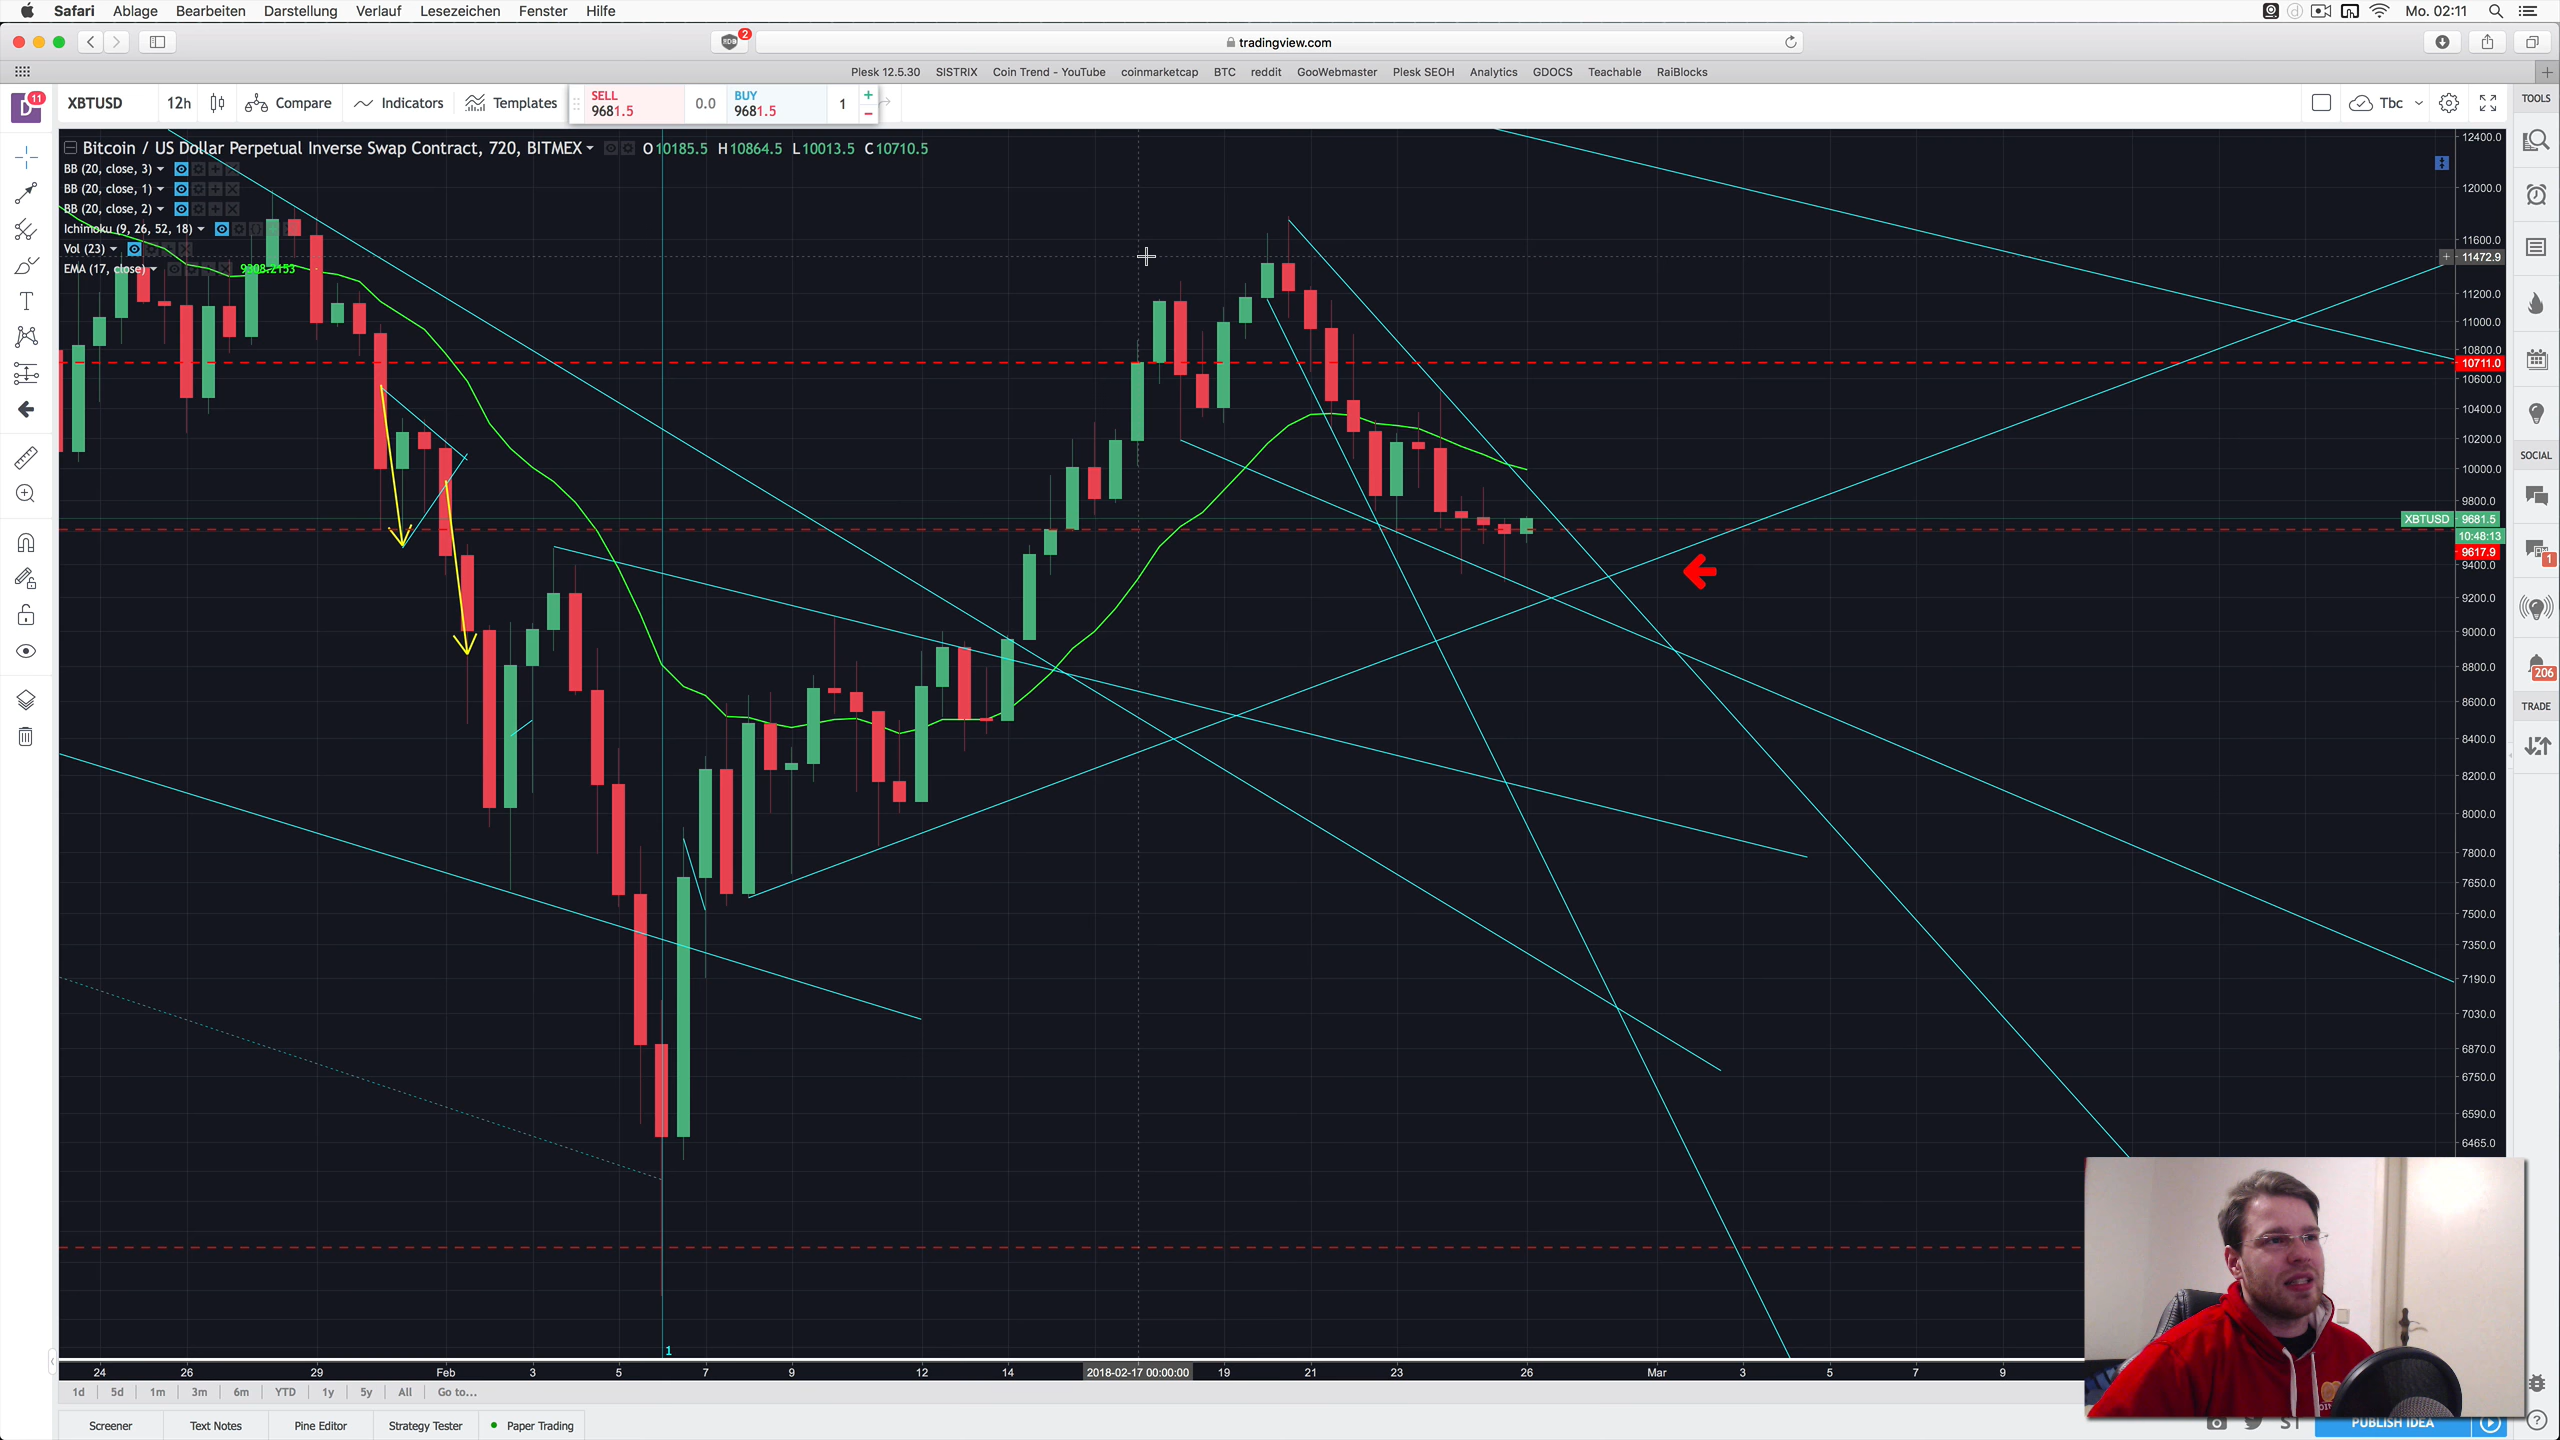 Safari Ablage Bearbeiten Darstellung Verlauf Lesezeichen Fenster Hilfe Mo. 02:11
2 tradingview.com
Plesk 12.5.30 SISTRIX Coin Trend - YouTube coinmarketcap BTC reddit GooWebmaster Plesk SEOH Analytics GDOCS Teachable RaiBlocks
D 11 XBTUSD 12h Compare Indicators Templates SELL 9681.5 0.0 BUY 9681.5 1 Tbc TOOLS
Bitcoin / US Dollar Perpetual Inverse Swap Contract, 720, BITMEX O10185.5 H10864.5 L10013.5 C10710.5
BB (20, close, 3)
BB (20, close, 1)
BB (20, close, 2)
Ichimoku (9, 26, 52, 18)
Vol (23)
EMA (17, close) 9308.2153
12400.0
12000.0
11600.0
11472.9
11200.0
11000.0
10800.0
10711.0
10600.0
10400.0
10200.0
10000.0
9800.0
XBTUSD 9681.5
10:48:13
9617.9
9400.0
9200.0
9000.0
8800.0
8600.0
8400.0
8200.0
8000.0
7800.0
7650.0
7500.0
7350.0
7190.0
7030.0
6870.0
6750.0
6590.0
6465.0
SOCIAL
1
206
TRADE
1
24 26 29 Feb 3 5 7 9 12 14 2018-02-17 00:00:00 19 21 23 26 Mar 3 5 7 9
1d 5d 1m 3m 6m YTD 1y 5y All Go to...
Screener Text Notes Pine Editor Strategy Tester Paper Trading PUBLISH IDEA